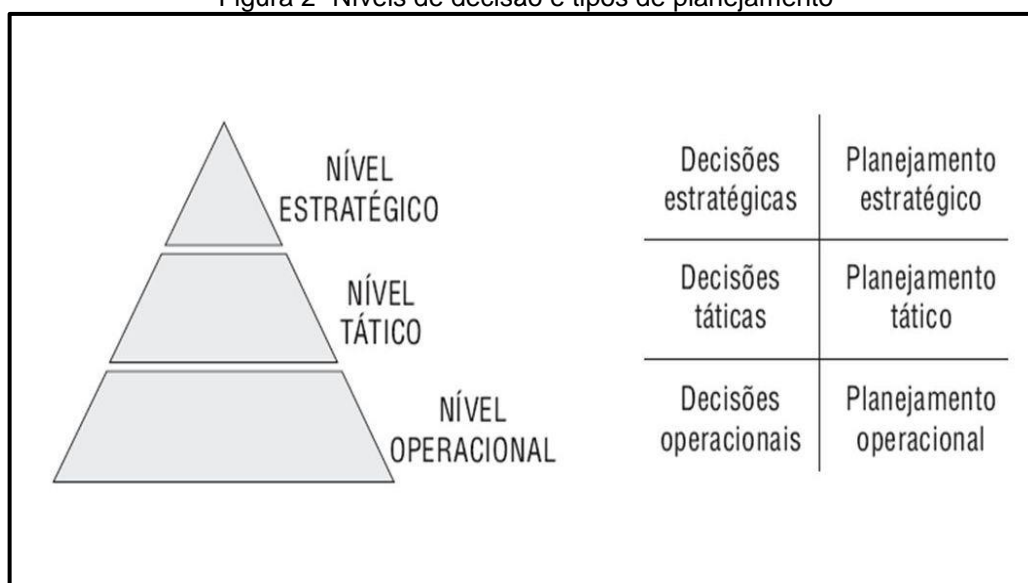 Figura 2- Níveis de decisão e tipos de planejamento
NÍVEL
ESTRATÉGICO
Decisões
estratégicas
Planejamento
estratégico
NÍVEL
TÁTICO
Decisões
táticas
Planejamento
tático
NÍVEL
OPERACIONAL
Decisões
operacionais
Planejamento
operacional